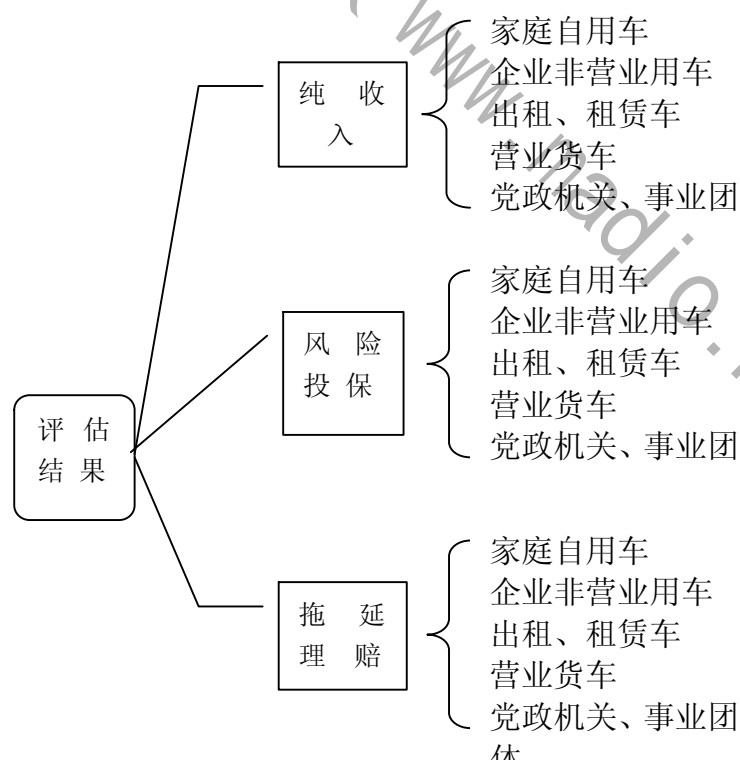 家庭自用车
企业非营业用车
出租、租赁车
营业货车
党政机关、事业团
纯 收
入
家庭自用车
企业非营业用车
出租、租赁车
营业货车
党政机关、事业团
风 险
投 保
评 估
结 果
家庭自用车
企业非营业用车
出租、租赁车
营业货车
党政机关、事业团
体
拖 延
理 赔
www.madio.